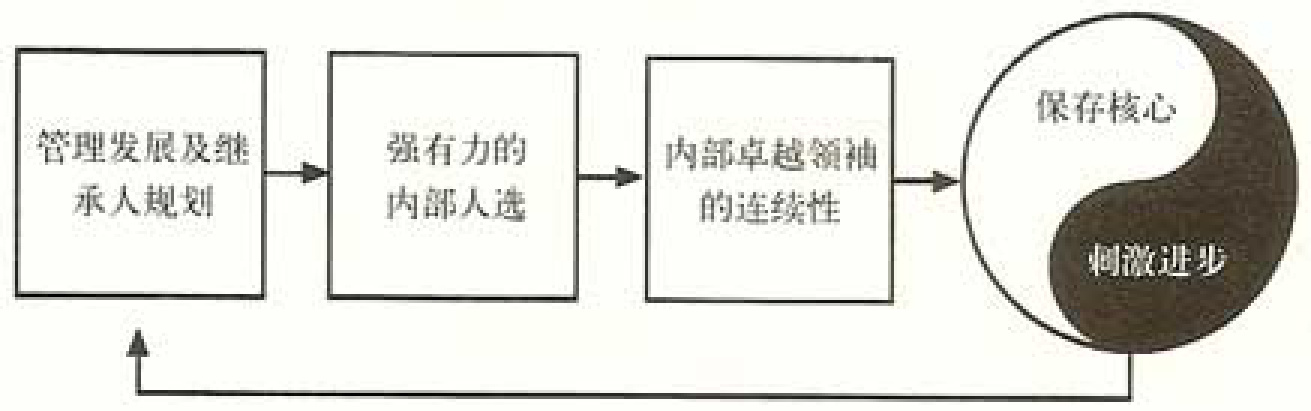 管理发展及继
承人规划
强有力的
内部人选
内部卓越领袖
的连续性
保存核心
刺激进步